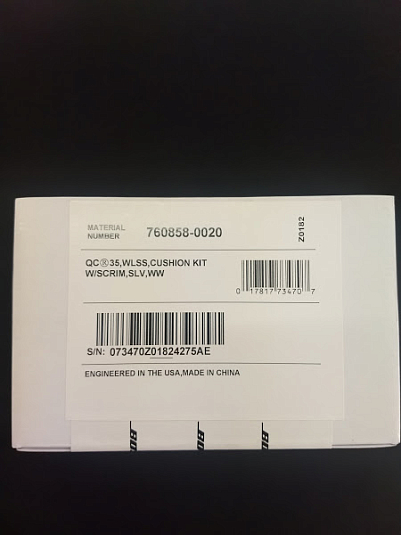 MATERIAL NUMBER 760858-0020
Z0182
QC®35,WLSS,CUSHION KIT
W/SCRIM,SLV,WW
0 17817 73470 7
S/N: 073470Z01824275AE
ENGINEERED IN THE USA,MADE IN CHINA